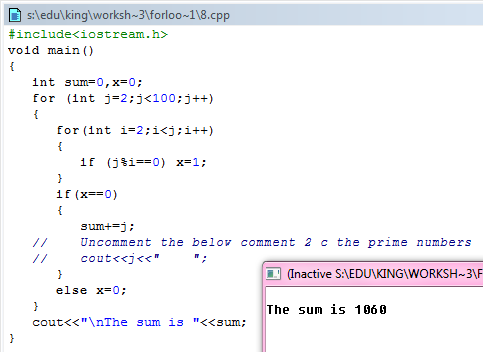 s:\edu\king\worksh~3\forloo~1\8.cpp
#include<iostream.h>
void main()
{
int sum=0,x=0;
for (int j=2;j<100;j++)
{
for(int i=2;i<j;i++)
{
if (j%i==0) x=1;
}
if(x==0)
{
sum+=j;
// Uncomment the below comment 2 c the prime numbers
// cout<<j<<" ";
}
else x=0;
}
cout<<"\nThe sum is "<<sum;
}
(Inactive S:\EDU\KING\WORKSH~3\F
The sum is 1060